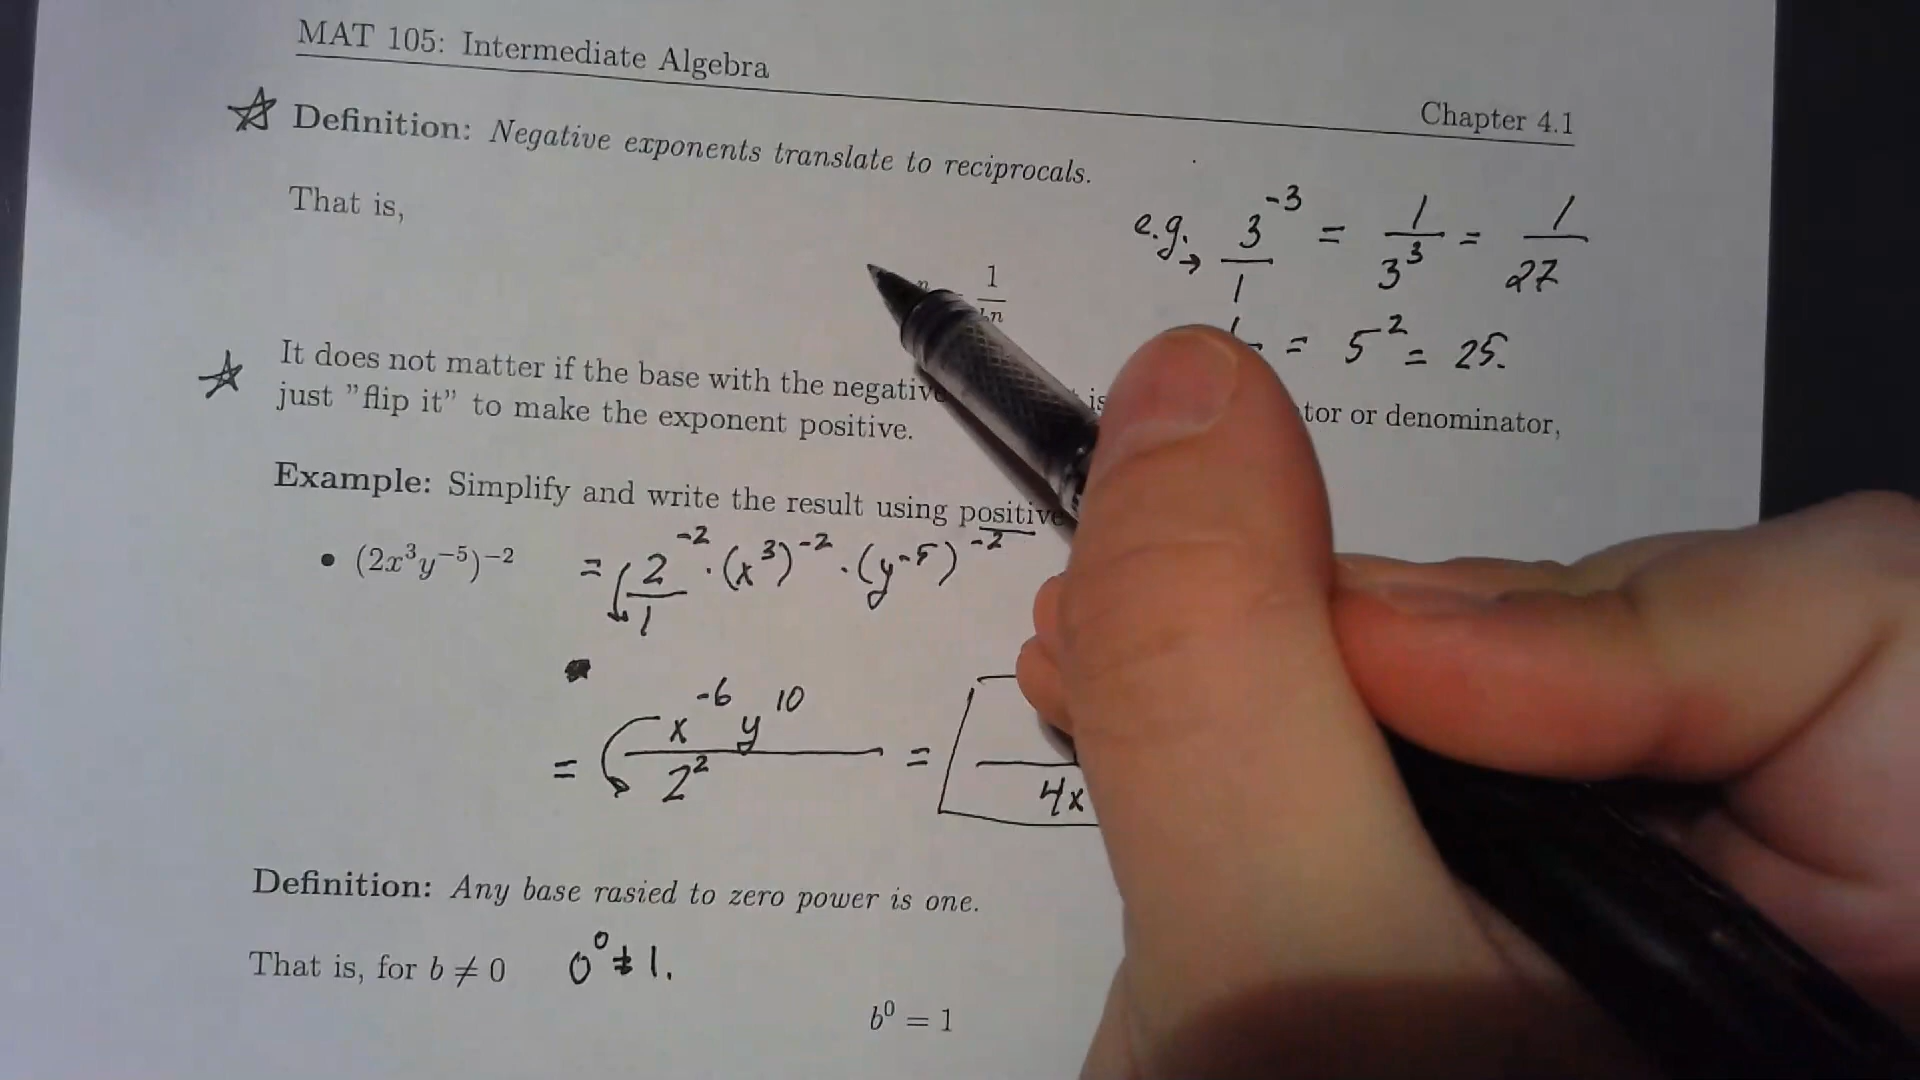 MAT 105: Intermediate Algebra
Chapter 4.1
☆ Definition: Negative exponents translate to reciprocals.
That is,
e.g. → 3^-3 / 1 = 1 / 3^3 = 1 / 27
= 5^2 = 25.
☆ It does not matter if the base with the negative tor or denominator,
just "flip it" to make the exponent positive.
Example: Simplify and write the result using positive
• (2x^3y^−5)^−2 = 2^-2 / 1 · (x^3)^-2 · (y^-5)^-2
= x^-6 y^10 / 2^2 = / 4x
Definition: Any base rasied to zero power is one.
That is, for b ≠ 0 0^0 ≠ 1.
b^0 = 1